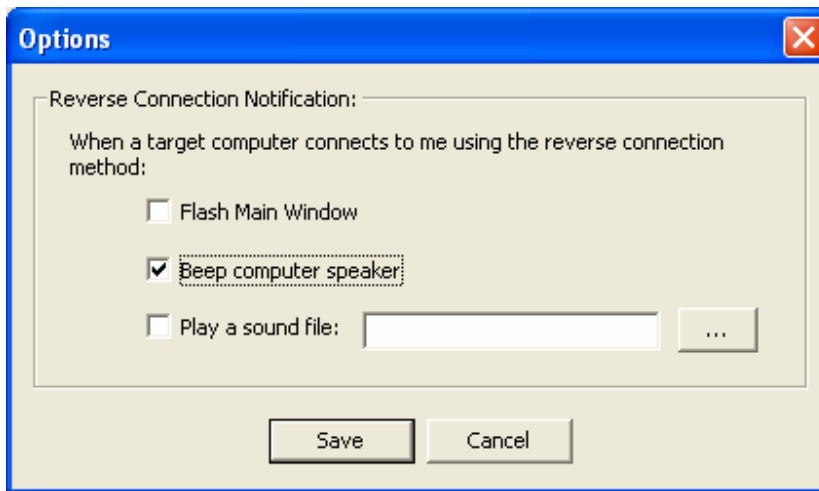 Options
Reverse Connection Notification:
When a target computer connects to me using the reverse connection
method:
Flash Main Window
Beep computer speaker
Play a sound file: ...
Save Cancel